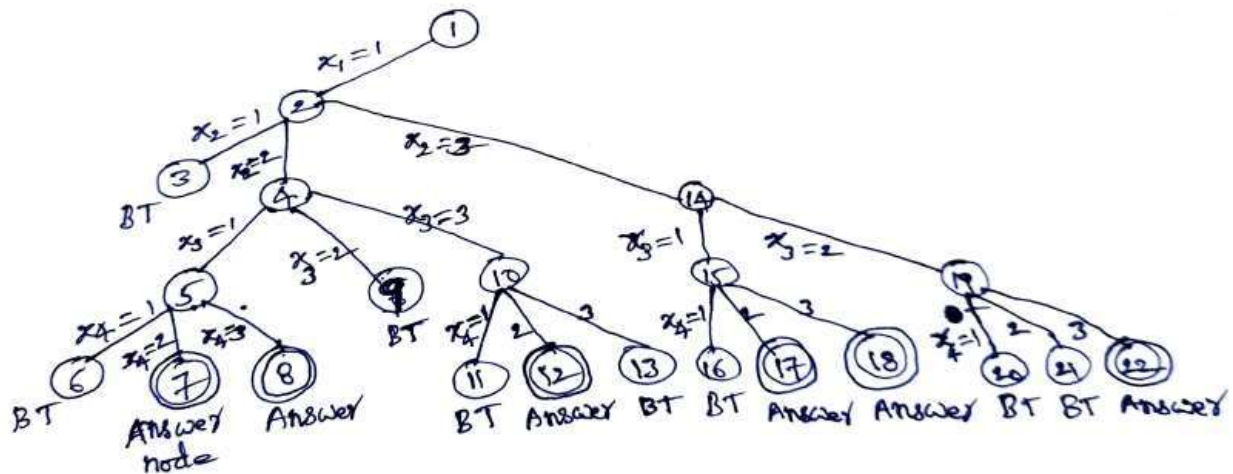 1
x₁=1
2
x₂=1 x₂=2 x₂=3
3 4 14
BT
x₃=1 x₃=2 x₃=3 x₃=1 x₃=2
5 9 10 15 19
BT
x₄=1 x₄=2 x₄=3 x₄=1 2 3 x₄=1 2 3 x₄=1 2 3
6 7 8 11 12 13 16 17 18 20 21 22
BT Answer Answer BT Answer BT BT Answer Answer BT BT Answer
node